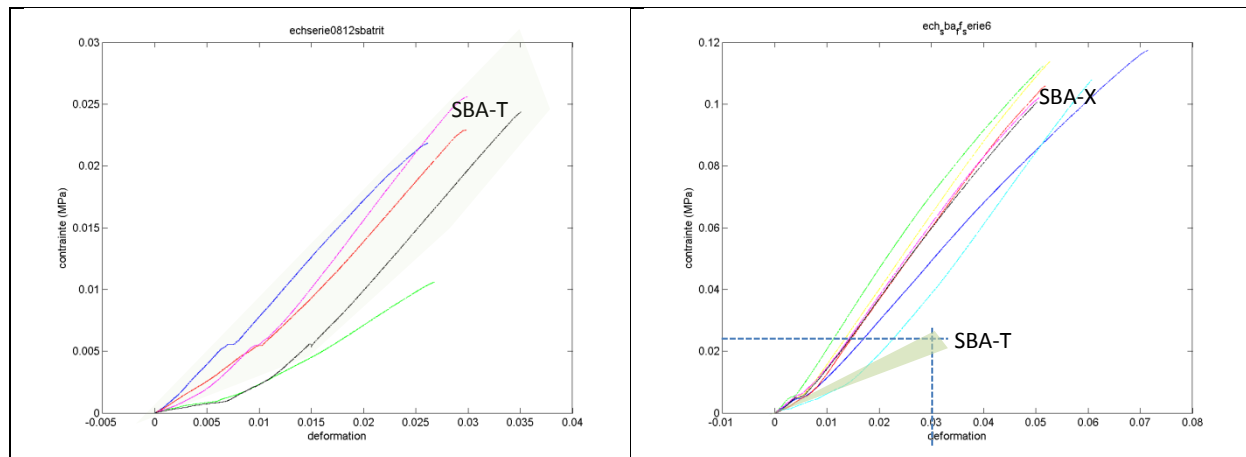 echserie0812sbatrit
0.03
0.025
0.02
0.015
0.01
0.005
0
contrainte (MPa)
SBA-T
0 0.005 0.01 0.015 0.02 0.025 0.03 0.035 0.04
deformation
ech_sba_rf_serie6
0.12
0.1
0.08
0.06
0.04
0.02
0
contrainte (MPa)
SBA-X
SBA-T
-0.01 0 0.01 0.02 0.03 0.04 0.05 0.06 0.07 0.08
deformation